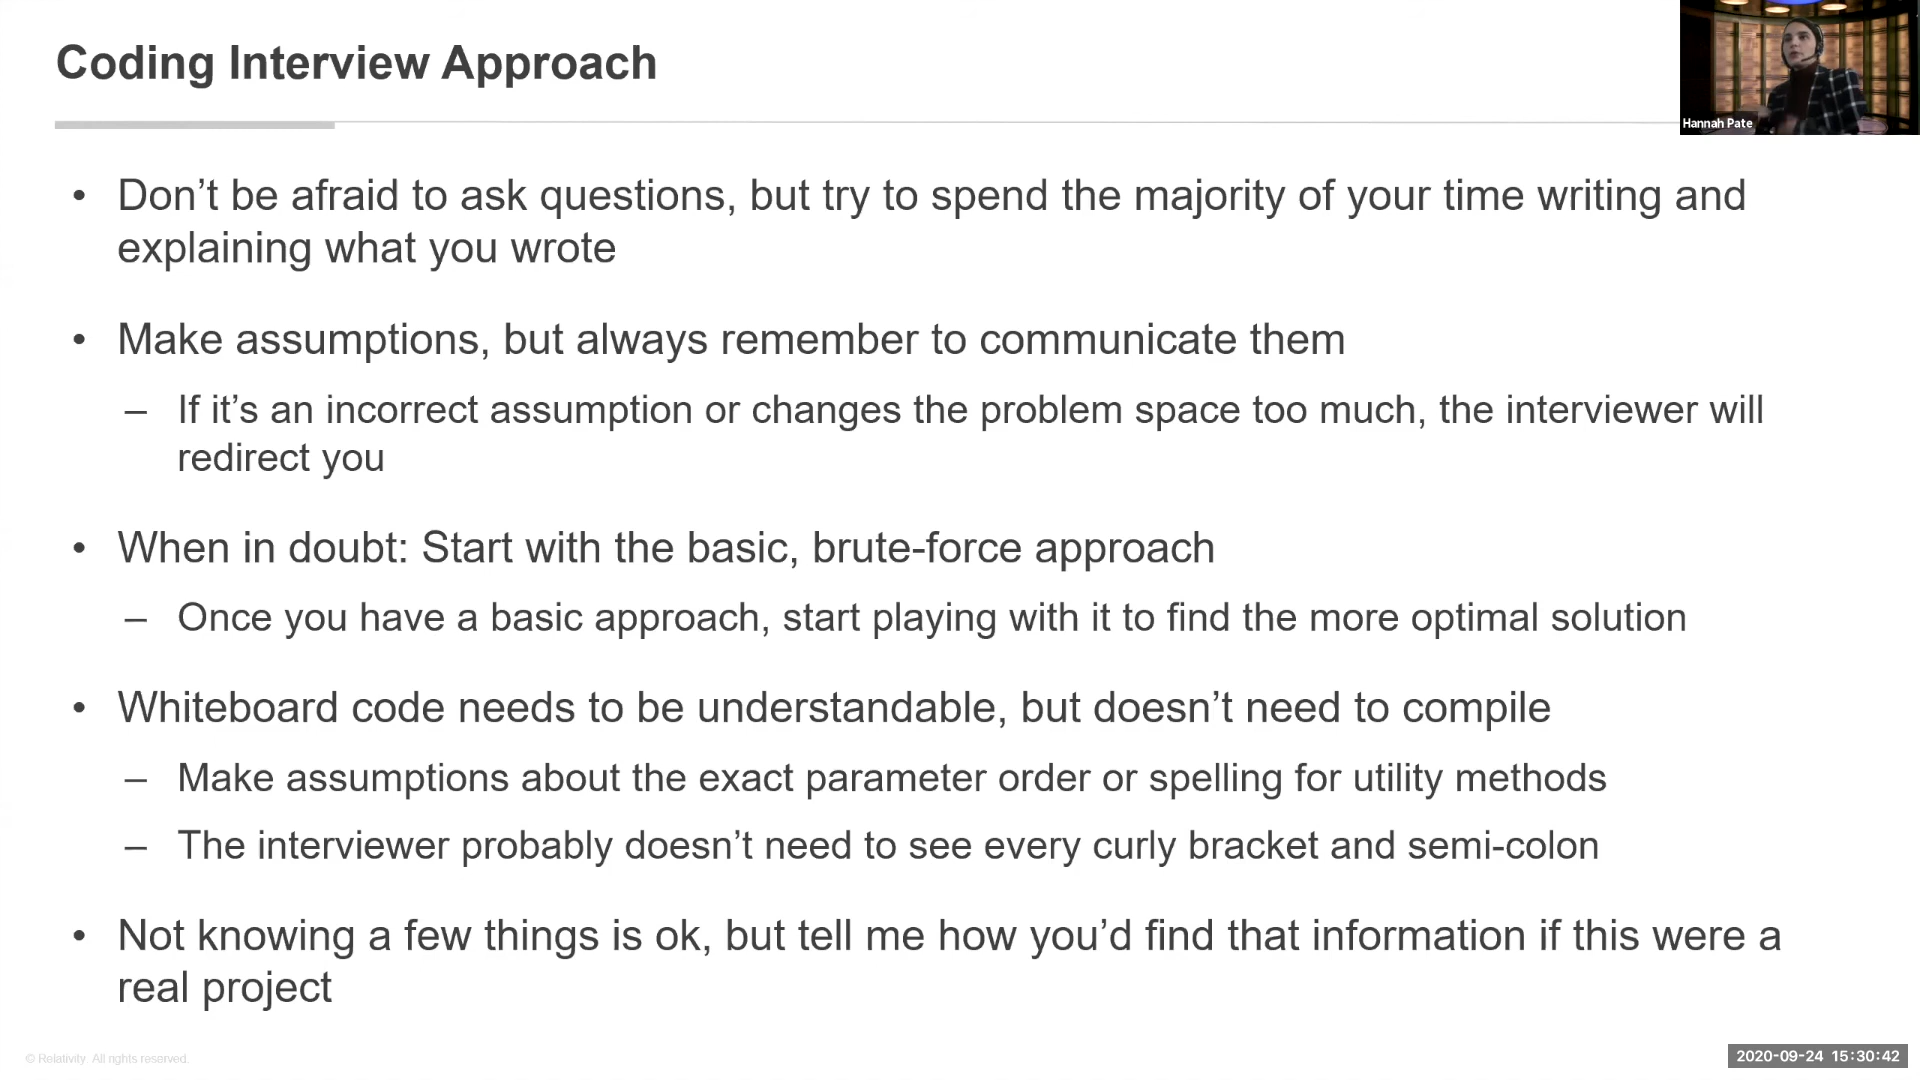 Coding Interview Approach
Hannah Pate
• Don’t be afraid to ask questions, but try to spend the majority of your time writing and
explaining what you wrote
• Make assumptions, but always remember to communicate them
– If it’s an incorrect assumption or changes the problem space too much, the interviewer will
redirect you
• When in doubt: Start with the basic, brute-force approach
– Once you have a basic approach, start playing with it to find the more optimal solution
• Whiteboard code needs to be understandable, but doesn’t need to compile
– Make assumptions about the exact parameter order or spelling for utility methods
– The interviewer probably doesn’t need to see every curly bracket and semi-colon
• Not knowing a few things is ok, but tell me how you’d find that information if this were a
real project
© Relativity. All rights reserved.
2020-09-24 15:30:42